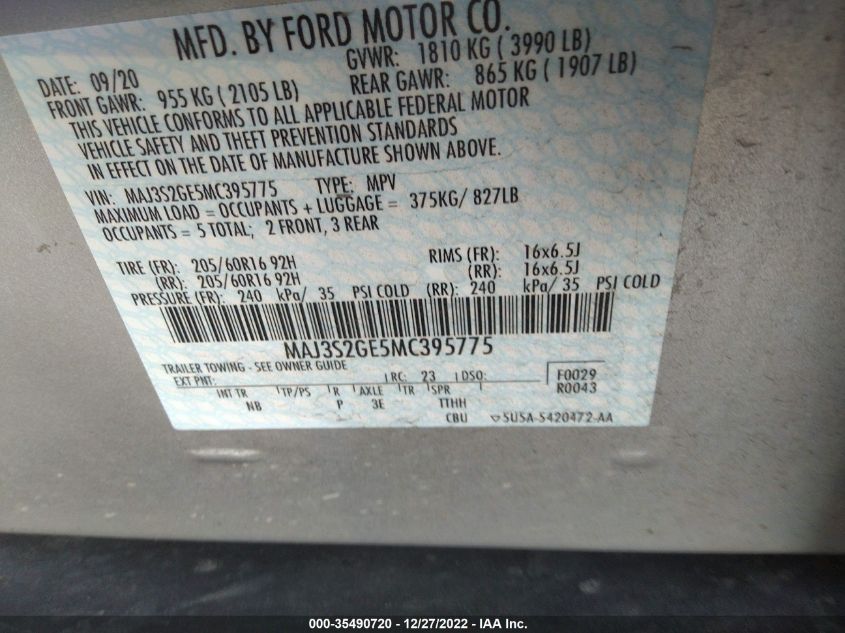 MFD. BY FORD MOTOR CO.
DATE: 09/20 GVWR: 1810 KG ( 3990 LB)
FRONT GAWR: 955 KG ( 2105 LB) REAR GAWR: 865 KG ( 1907 LB)
THIS VEHICLE CONFORMS TO ALL APPLICABLE FEDERAL MOTOR
VEHICLE SAFETY AND THEFT PREVENTION STANDARDS
IN EFFECT ON THE DATE OF MANUFACTURE SHOWN ABOVE.
VIN: MAJ3S2GE5MC395775 TYPE: MPV
MAXIMUM LOAD = OCCUPANTS + LUGGAGE = 375KG/ 827LB
OCCUPANTS = 5 TOTAL; 2 FRONT, 3 REAR
TIRE (FR): 205/60R16 92H RIMS (FR): 16x6.5J
(RR): 205/60R16 92H (RR): 16x6.5J
PRESSURE (FR): 240 kPa/ 35 PSI COLD (RR): 240 kPa/ 35 PSI COLD
MAJ3S2GE5MC395775
TRAILER TOWING - SEE OWNER GUIDE
EXT PNT: RC: 23 DSO: F0029
INT TR TP/PS R AXLE TR SPR R0043
NB P 3E TTHH
CBU 5U5A-5420472-AA
000-35490720 - 12/27/2022 - IAA Inc.